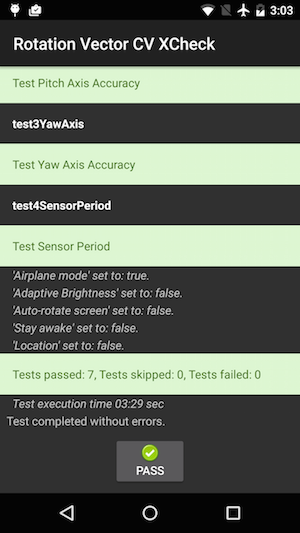 3:03
Rotation Vector CV XCheck
Test Pitch Axis Accuracy
test3YawAxis
Test Yaw Axis Accuracy
test4SensorPeriod
Test Sensor Period
'Airplane mode' set to: true.
'Adaptive Brightness' set to: false.
'Auto-rotate screen' set to: false.
'Stay awake' set to: false.
'Location' set to: false.
Tests passed: 7, Tests skipped: 0, Tests failed: 0
Test execution time 03:29 sec
Test completed without errors.
PASS